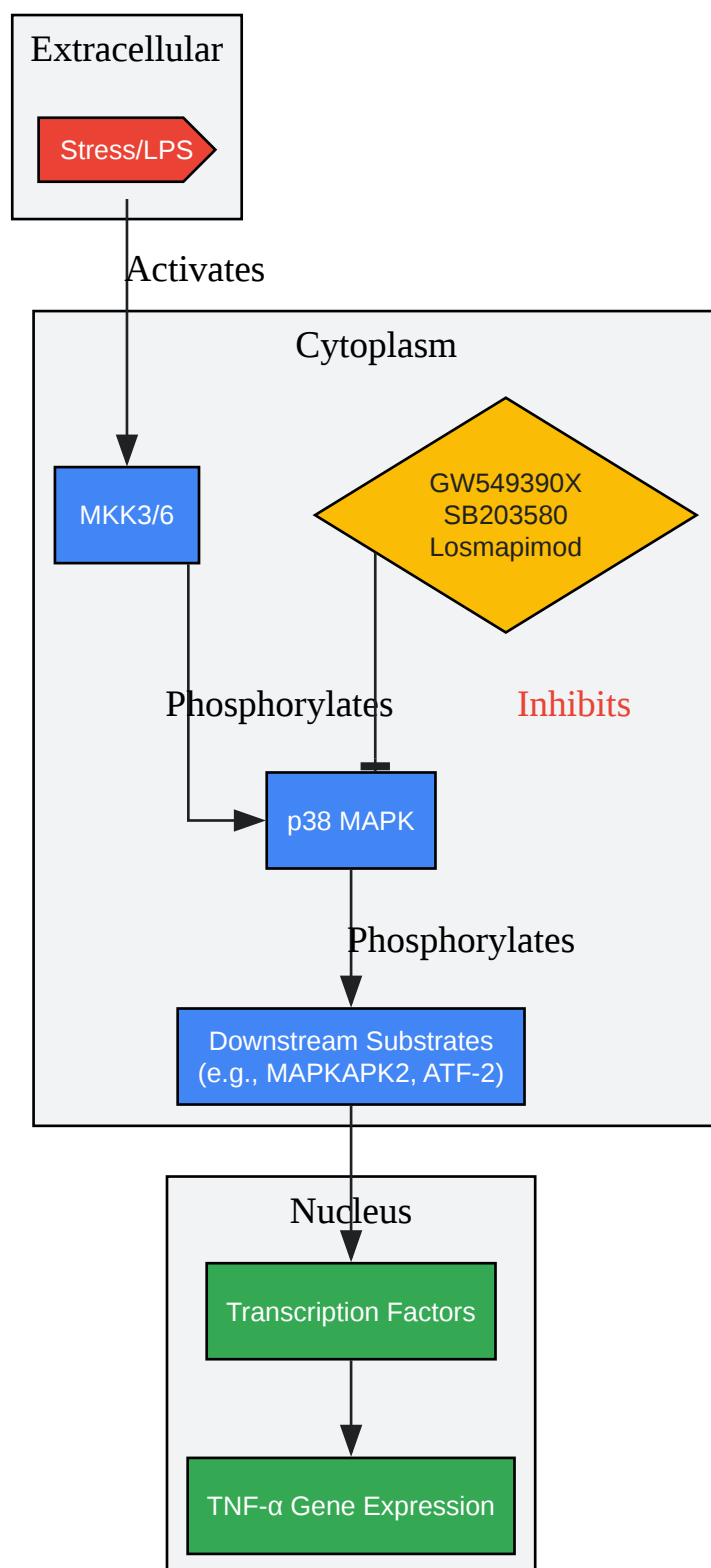 Extracellular
Stress/LPS
Activates
Cytoplasm
MKK3/6
GW549390X
SB203580
Losmapimod
Phosphorylates
Inhibits
p38 MAPK
Phosphorylates
Downstream Substrates
(e.g., MAPKAPK2, ATF-2)
Nucleus
Transcription Factors
TNF-α Gene Expression